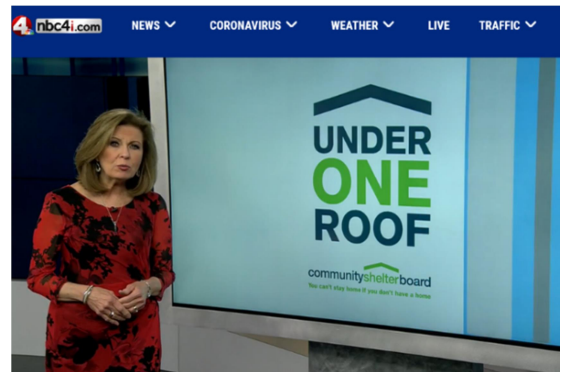 4 nbc4i.com NEWS CORONAVIRUS WEATHER LIVE TRAFFIC
UNDER
ONE
ROOF
communityshelterboard
You can't stay home if you don't have a home